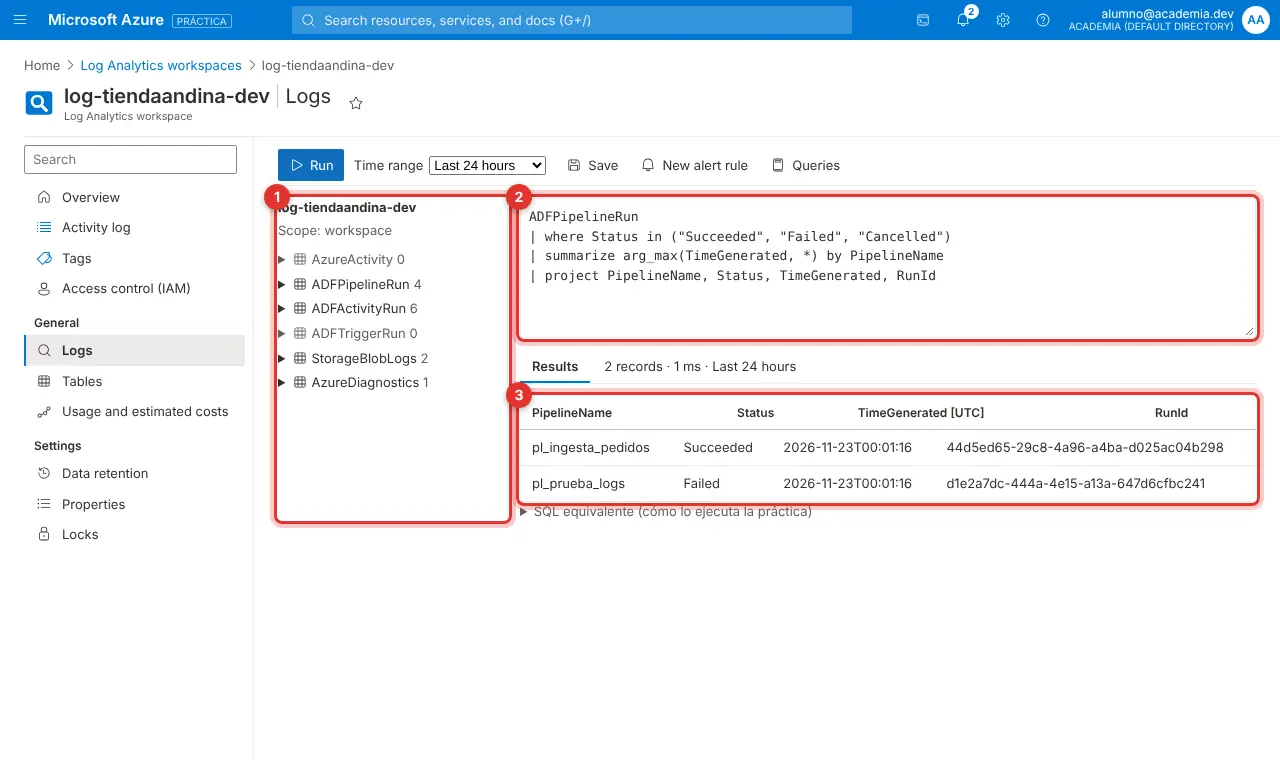 Microsoft Azure PRÁCTICA
Search resources, services, and docs (G+/)
2
alumno@academia.dev
ACADEMIA (DEFAULT DIRECTORY)
AA
Home > Log Analytics workspaces > log-tiendaandina-dev
log-tiendaandina-dev | Logs
Log Analytics workspace
Search
Overview
Activity log
Tags
Access control (IAM)
General
Logs
Tables
Usage and estimated costs
Settings
Data retention
Properties
Locks
Run
Time range Last 24 hours
Save
New alert rule
Queries
1
log-tiendaandina-dev
Scope: workspace
AzureActivity 0
ADFPipelineRun 4
ADFActivityRun 6
ADFTriggerRun 0
StorageBlobLogs 2
AzureDiagnostics 1
2
ADFPipelineRun
| where Status in ("Succeeded", "Failed", "Cancelled")
| summarize arg_max(TimeGenerated, *) by PipelineName
| project PipelineName, Status, TimeGenerated, RunId
Results 2 records · 1 ms · Last 24 hours
3
PipelineName Status TimeGenerated [UTC] RunId
pl_ingesta_pedidos Succeeded 2026-11-23T00:01:16 44d5ed65-29c8-4a96-a4ba-d025ac04b298
pl_prueba_logs Failed 2026-11-23T00:01:16 d1e2a7dc-444a-4e15-a13a-647d6cfbc241
SQL equivalente (cómo lo ejecuta la práctica)